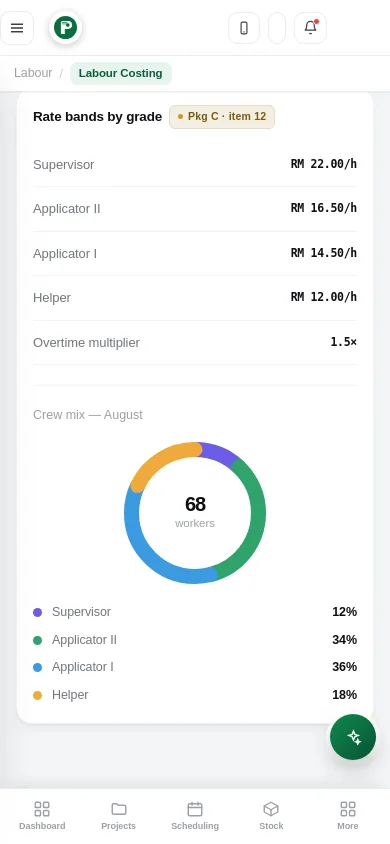 P
Labour / Labour Costing
Rate bands by grade Pkg C · item 12
Supervisor RM 22.00/h
Applicator II RM 16.50/h
Applicator I RM 14.50/h
Helper RM 12.00/h
Overtime multiplier 1.5×
Crew mix — August
68
workers
Supervisor 12%
Applicator II 34%
Applicator I 36%
Helper 18%
Dashboard Projects Scheduling Stock More